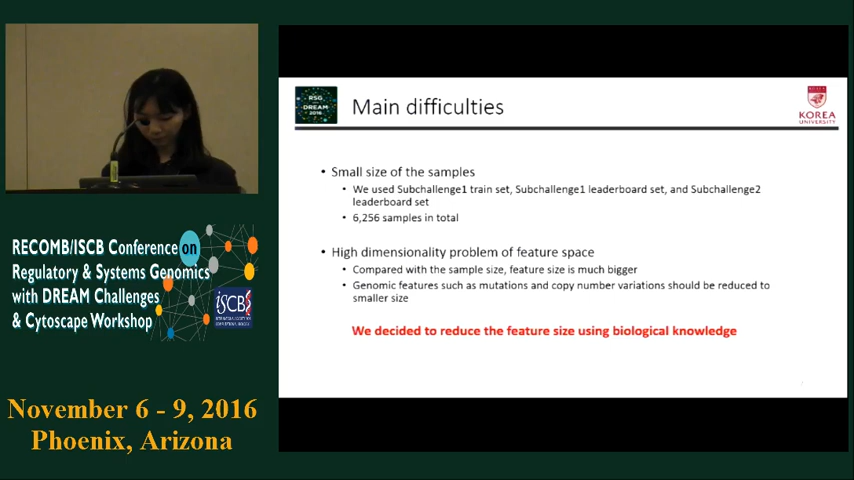 RSG
DREAM
2016
Main difficulties
KOREA
UNIVERSITY
• Small size of the samples
• We used Subchallenge1 train set, Subchallenge1 leaderboard set, and Subchallenge2
leaderboard set
• 6,256 samples in total
• High dimensionality problem of feature space
• Compared with the sample size, feature size is much bigger
• Genomic features such as mutations and copy number variations should be reduced to
smaller size
We decided to reduce the feature size using biological knowledge
RECOMB/ISCB Conference on
Regulatory & Systems Genomics
with DREAM Challenges
& Cytoscape Workshop
ISCB
November 6 - 9, 2016
Phoenix, Arizona